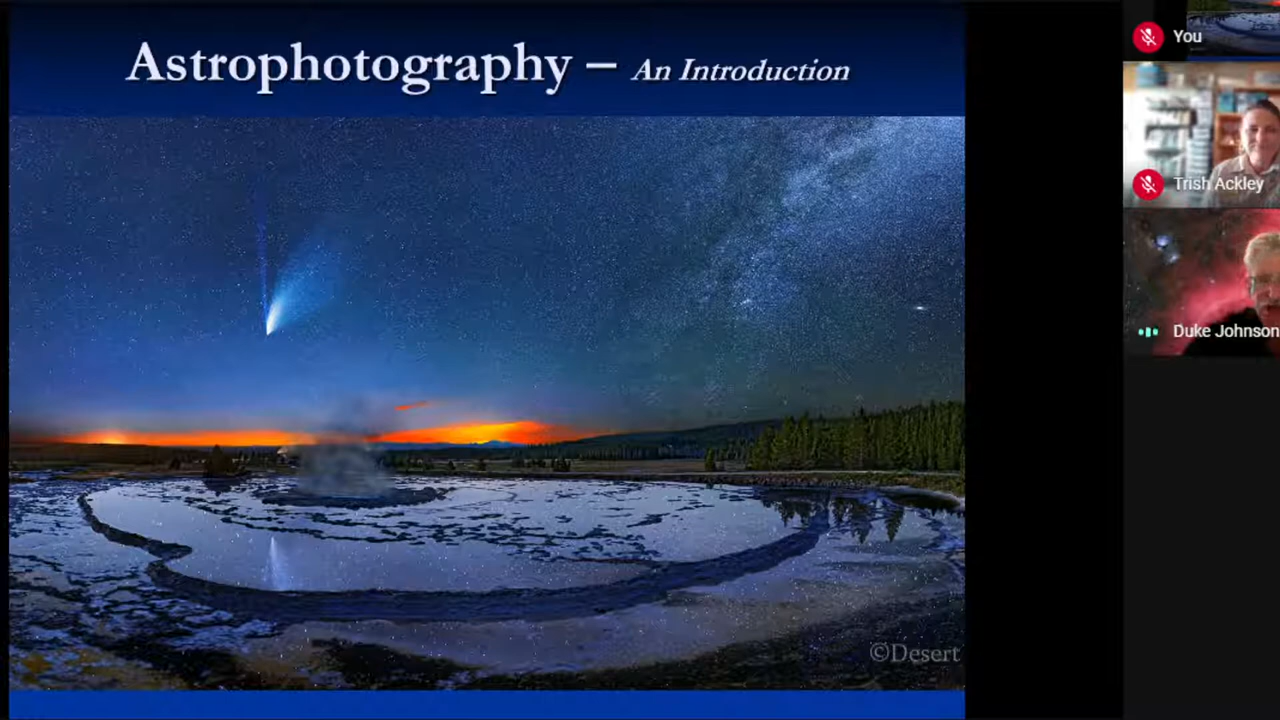 Astrophotography – An Introduction
You
Trish Ackley
Duke Johnson
©Desert